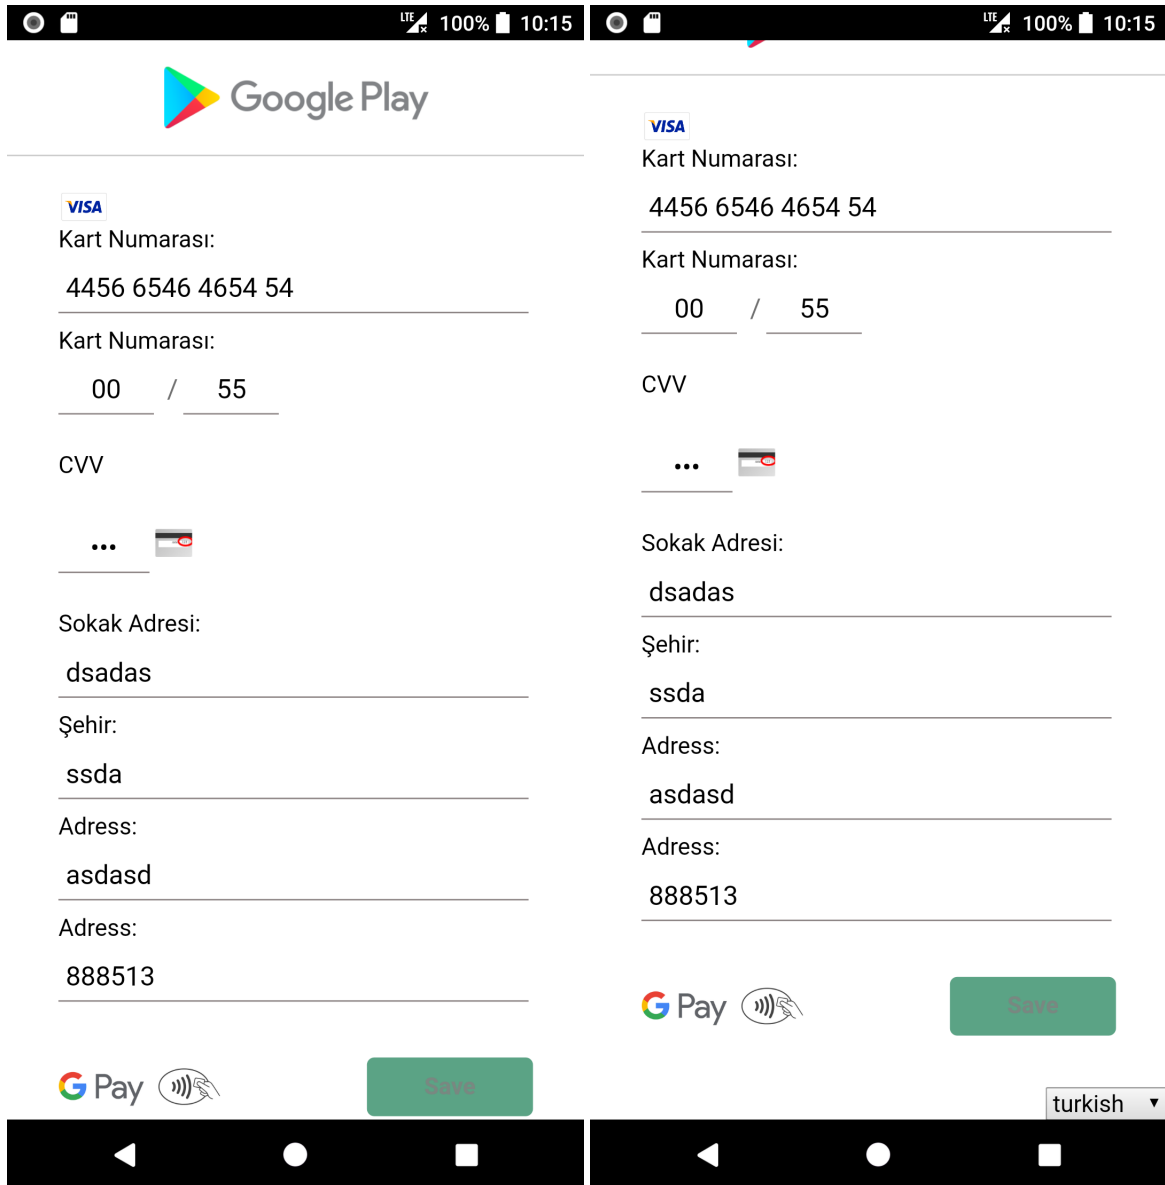 LTE 100% 10:15
Google Play
VISA
Kart Numarası:
4456 6546 4654 54
Kart Numarası:
00 / 55
CVV
•••
Sokak Adresi:
dsadas
Şehir:
ssda
Adress:
asdasd
Adress:
888513
G Pay
Save
LTE 100% 10:15
VISA
Kart Numarası:
4456 6546 4654 54
Kart Numarası:
00 / 55
CVV
•••
Sokak Adresi:
dsadas
Şehir:
ssda
Adress:
asdasd
Adress:
888513
G Pay
Save
turkish